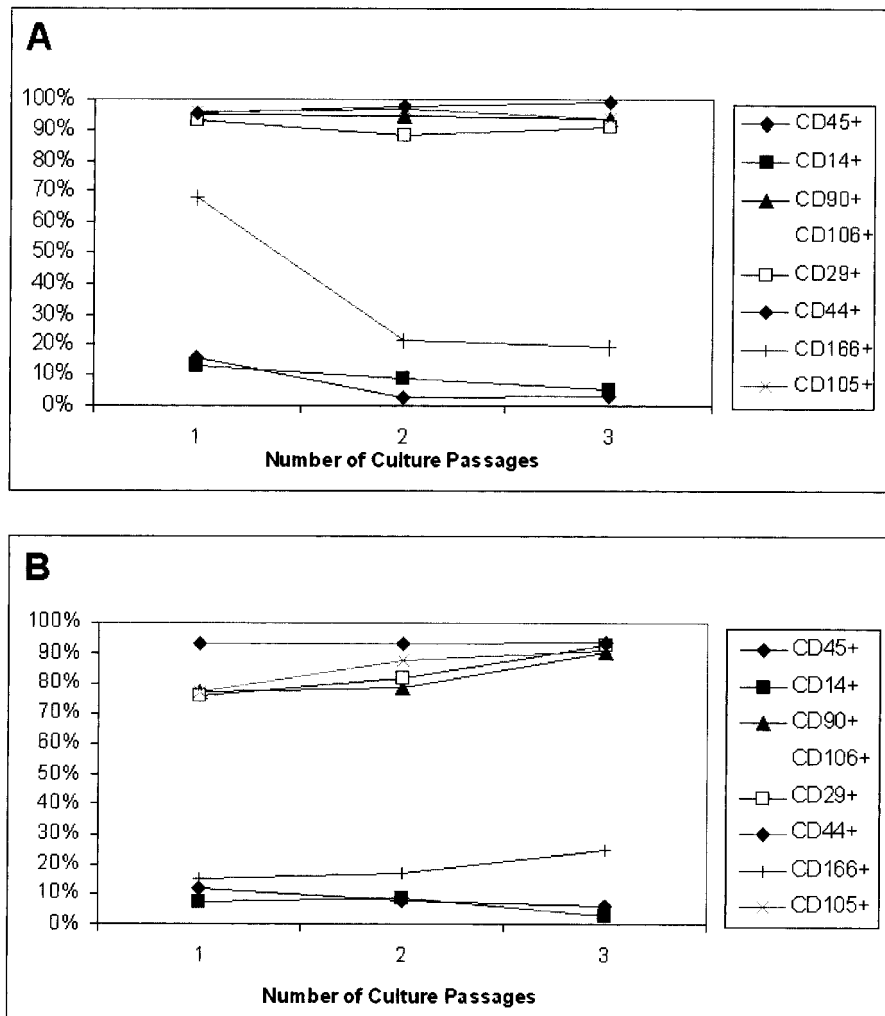 A
100%
90%
80%
70%
60%
50%
40%
30%
20%
10%
0%
1 2 3
Number of Culture Passages
CD45+
CD14+
CD90+
CD106+
CD29+
CD44+
CD166+
CD105+
B
100%
90%
80%
70%
60%
50%
40%
30%
20%
10%
0%
1 2 3
Number of Culture Passages
CD45+
CD14+
CD90+
CD106+
CD29+
CD44+
CD166+
CD105+